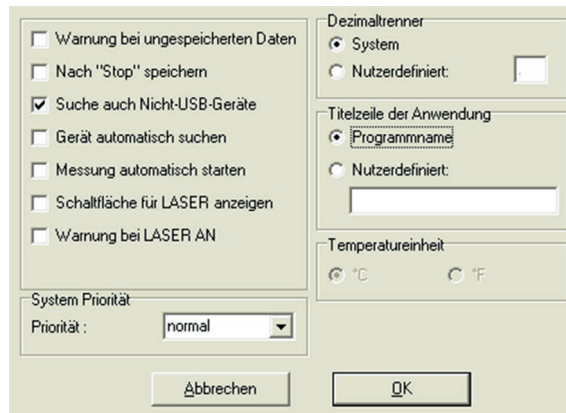 Warnung bei ungespeicherten Daten
Nach "Stop" speichern
Suche auch Nicht-USB-Geräte
Gerät automatisch suchen
Messung automatisch starten
Schaltfläche für LASER anzeigen
Warnung bei LASER AN
System Priorität
Priorität :
normal
Dezimaltrenner
System
Nutzerdefiniert:
.
Titelzeile der Anwendung
Programmname
Nutzerdefiniert:
Temperatureinheit
°C
°F
Abbrechen
OK